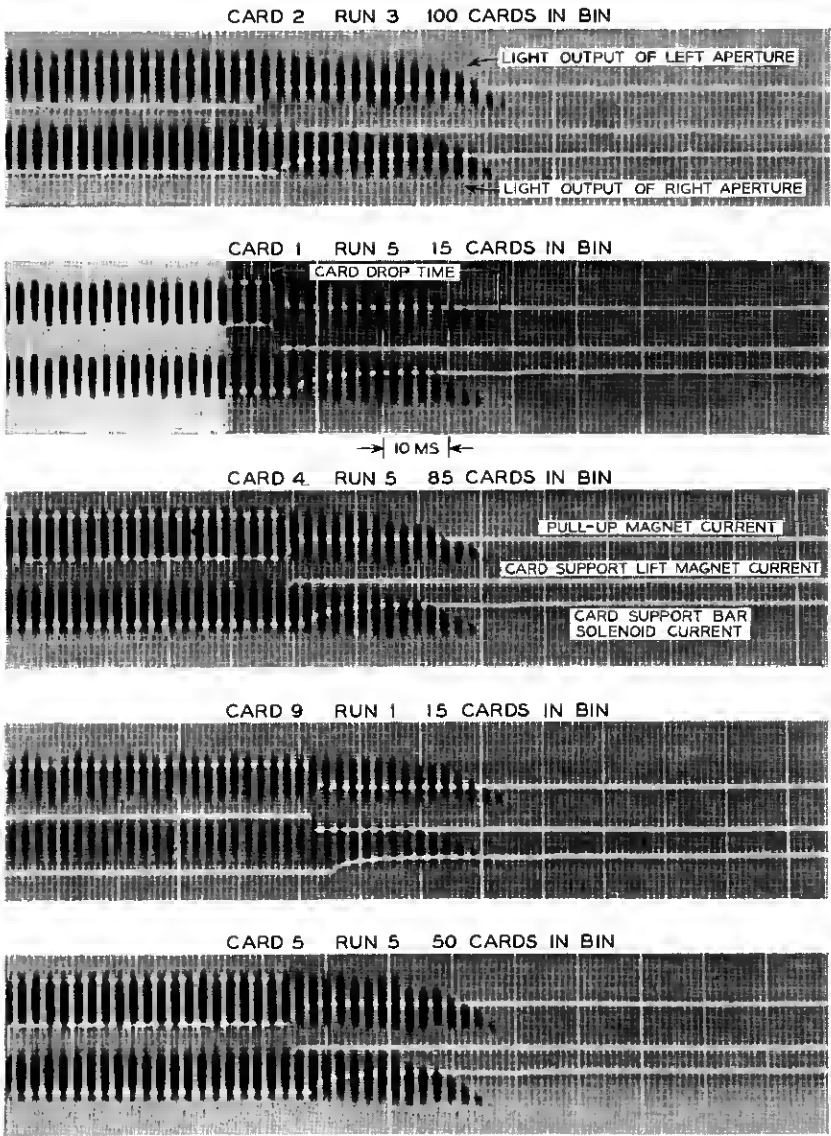 CARD 2 RUN 3 100 CARDS IN BIN
LIGHT OUTPUT OF LEFT APERTURE
LIGHT OUTPUT OF RIGHT APERTURE
CARD 1 RUN 5 15 CARDS IN BIN
CARD DROP TIME
10 MS
CARD 4 RUN 5 85 CARDS IN BIN
PULL-UP MAGNET CURRENT
CARD SUPPORT LIFT MAGNET CURRENT
CARD SUPPORT BAR
SOLENOID CURRENT
CARD 9 RUN 1 15 CARDS IN BIN
CARD 5 RUN 5 50 CARDS IN BIN